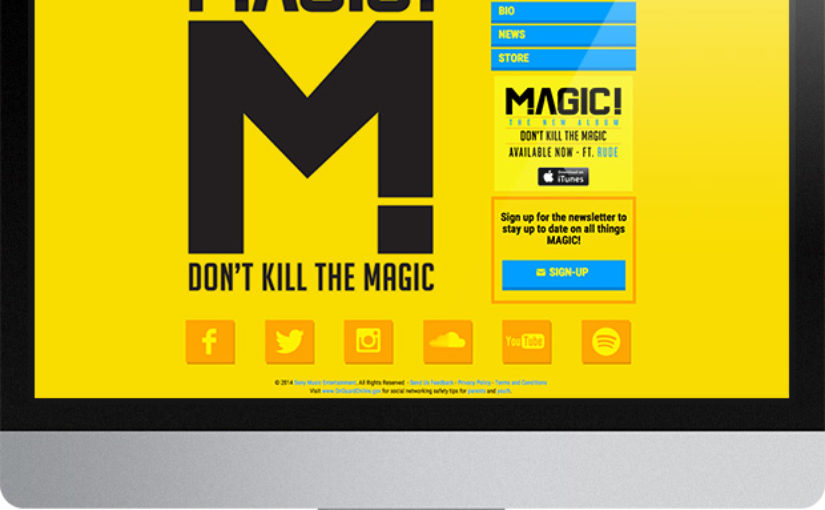 MAGIC!
M!
DON'T KILL THE MAGIC
BIO
NEWS
STORE
MAGIC!
THE NEW ALBUM
DON'T KILL THE MAGIC
AVAILABLE NOW - FT. RUDE
Download on
iTunes
Sign up for the newsletter to
stay up to date on all things
MAGIC!
SIGN-UP
You Tube
© 2014 Sony Music Entertainment. All Rights Reserved. - Send Us Feedback - Privacy Policy - Terms and Conditions
Visit www.OnGuardOnline.gov for social networking safety tips for parents and youth.